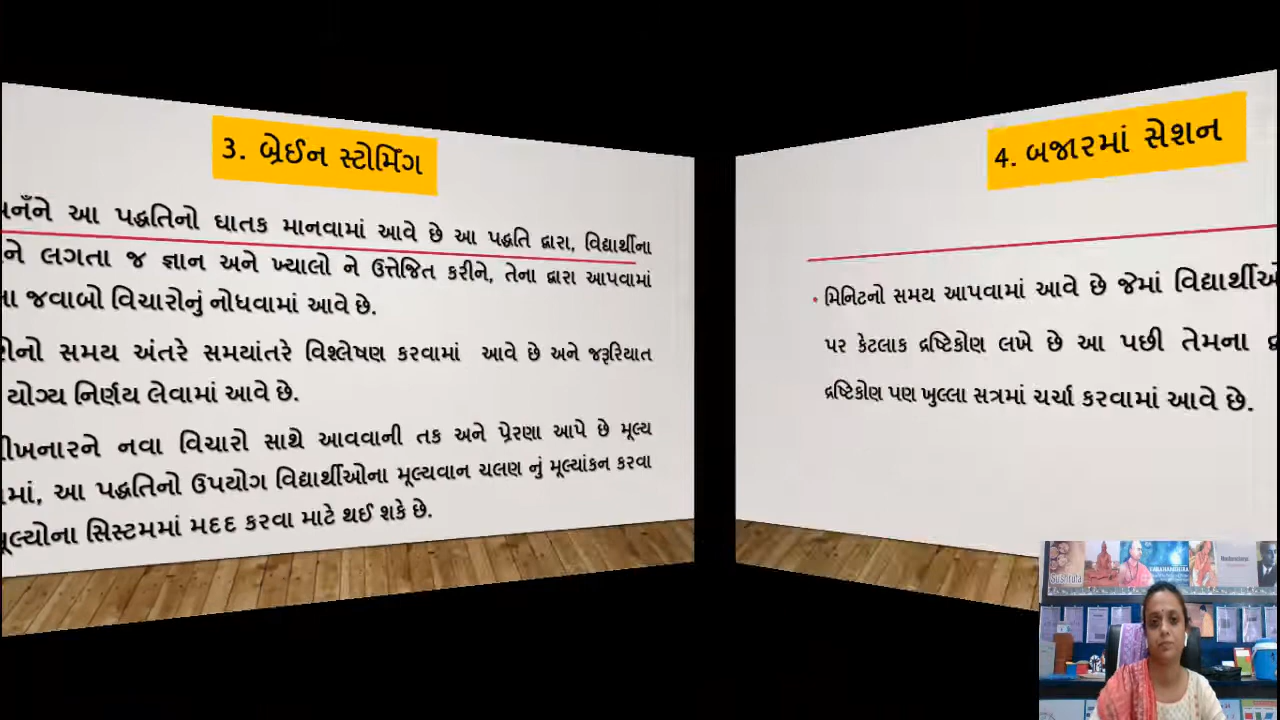 3. બ્રેઈન સ્ટોર્મિંગ
આ પદ્ધતિનો ઘાતક માનવામાં આવે છે આ પદ્ધતિ દ્વારા, વિદ્યાર્થીના
ને લગતા જ જ્ઞાન અને ખ્યાલો ને ઉત્તેજિત કરીને, તેના દ્વારા આપવામાં
જવાબો વિચારોનું નોધવામાં આવે છે.
સમય અંતરે સમયાંતરે વિશ્લેષણ કરવામાં આવે છે અને જરૂરિયાત
યોગ્ય નિર્ણય લેવામાં આવે છે.
નવા વિચારો સાથે આવવાની તક અને પ્રેરણા આપે છે મૂલ્ય
આ પદ્ધતિનો ઉપયોગ વિદ્યાર્થીઓના મૂલ્યવાન ચલણ નું મૂલ્યાંકન કરવા
મૂલ્યોના સિસ્ટમમાં મદદ કરવા માટે થઈ શકે છે.
4. બજારમાં સેશન
• મિનિટનો સમય આપવામાં આવે છે જેમાં
પર કેટલાક દ્રષ્ટિકોણ લખે છે આ પછી તેમના
દ્રષ્ટિકોણ પણ ખુલ્લા સત્રમાં ચર્ચા કરવામાં આવે છે.
Sushruta